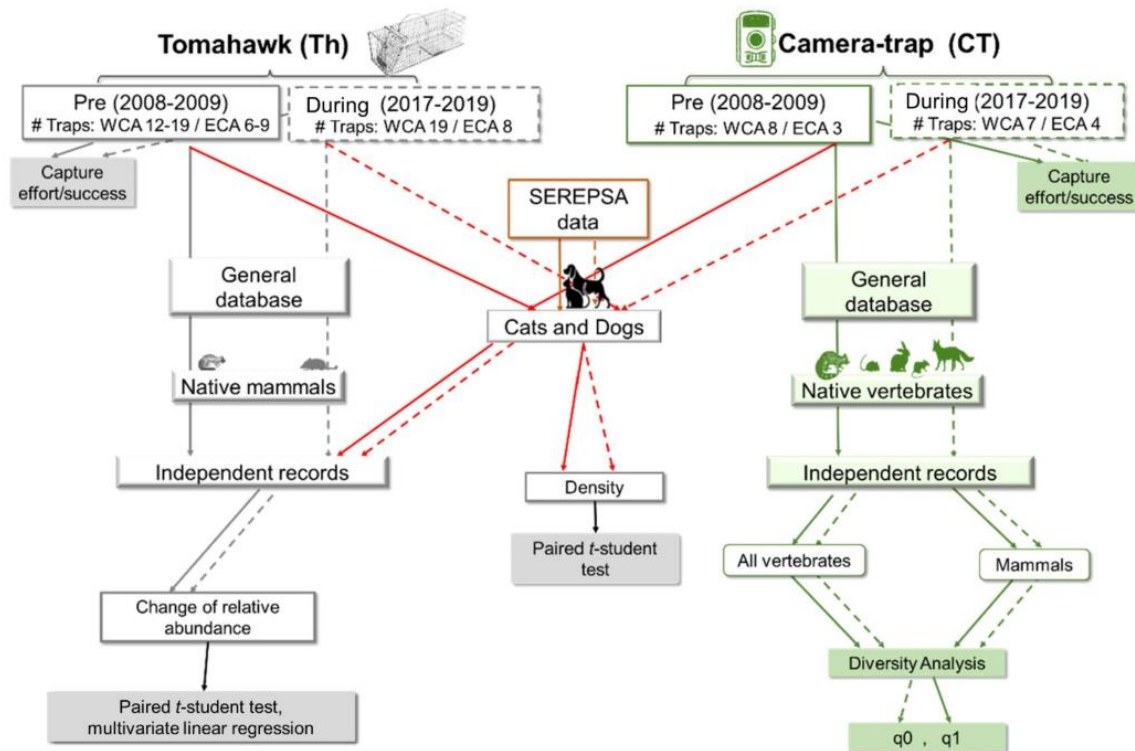 Tomahawk (Th)
Camera-trap (CT)
Pre (2008-2009)
# Traps: WCA 12-19 / ECA 6-9
During (2017-2019)
# Traps: WCA 19 / ECA 8
Pre (2008-2009)
# Traps: WCA 8 / ECA 3
During (2017-2019)
# Traps: WCA 7 / ECA 4
Capture
effort/success
SEREPSA
data
Capture
effort/success
General
database
General
database
Cats and Dogs
Native mammals
Native vertebrates
Independent records
Independent records
Density
Paired t-student
test
All vertebrates
Mammals
Change of relative
abundance
Diversity Analysis
Paired t-student test,
multivariate linear regression
q0 , q1